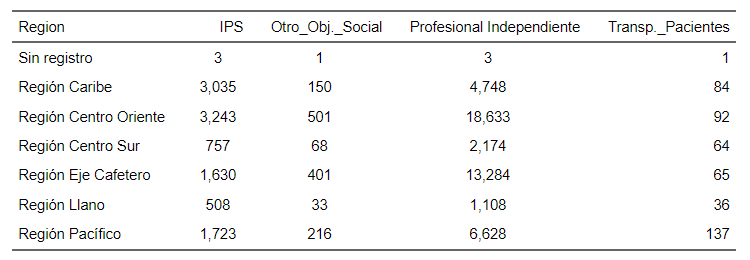 Region IPS Otro_Obj._Social Profesional Independiente Transp._Pacientes
Sin registro 3 1 3 1
Región Caribe 3,035 150 4,748 84
Región Centro Oriente 3,243 501 18,633 92
Región Centro Sur 757 68 2,174 64
Región Eje Cafetero 1,630 401 13,284 65
Región Llano 508 33 1,108 36
Región Pacífico 1,723 216 6,628 137